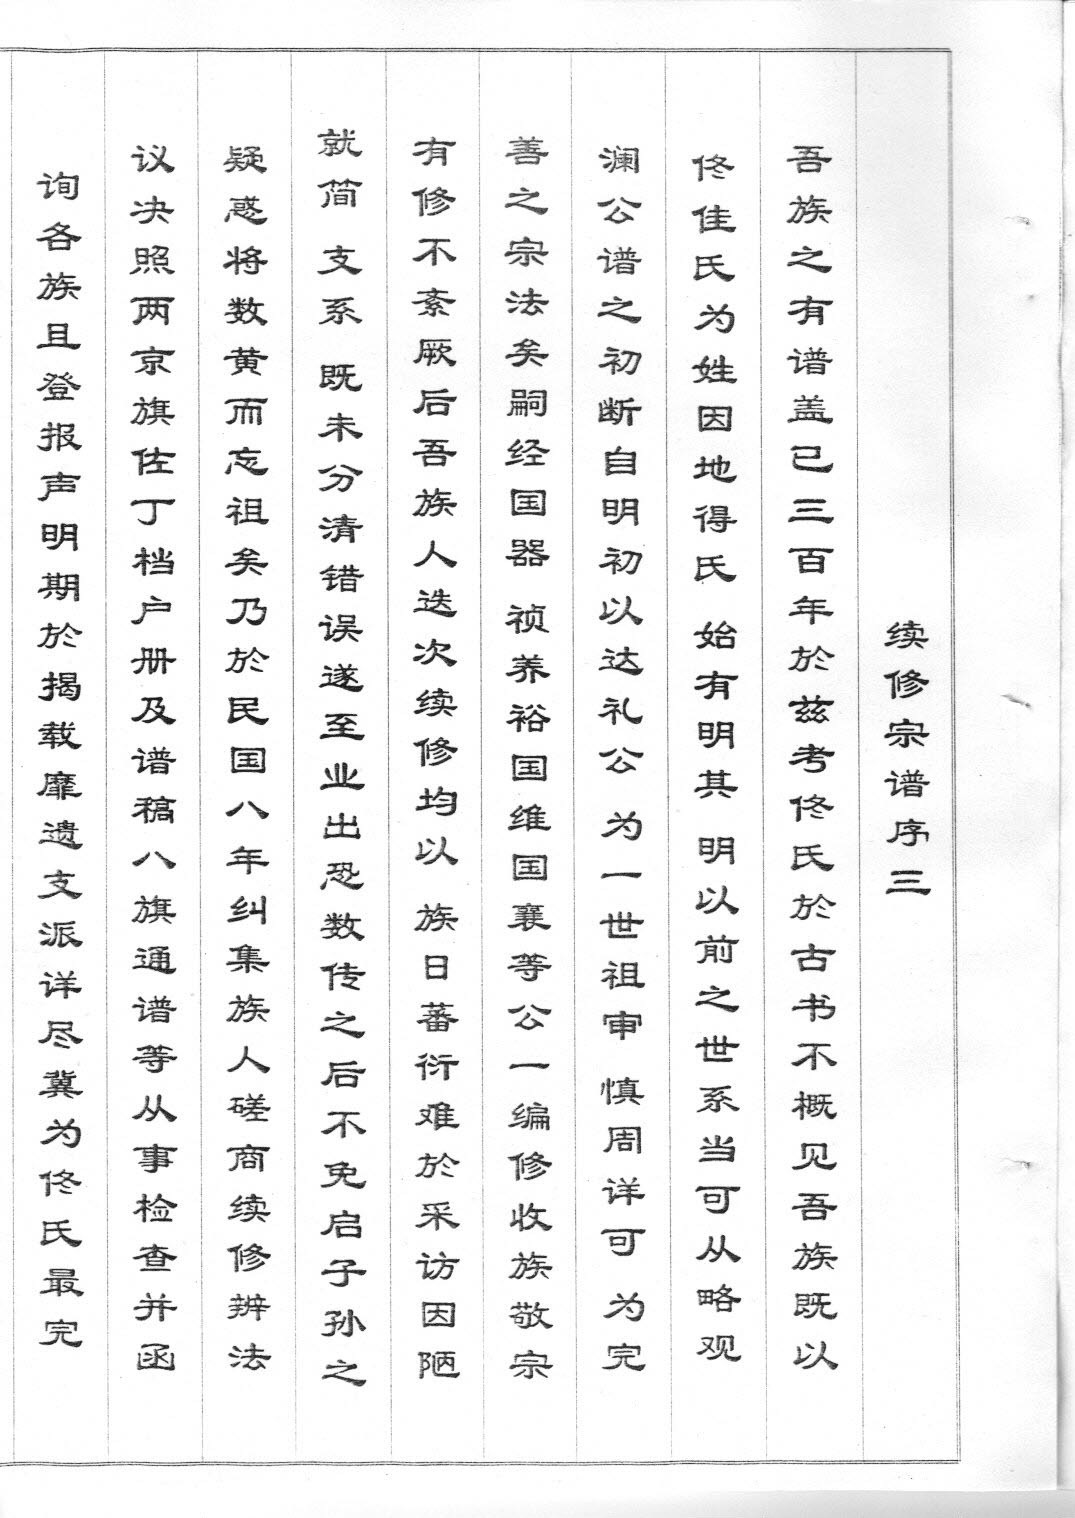 续修宗谱序三
吾族之有谱盖已三百年於兹考佟氏於古书不概见吾族既以
佟佳氏为姓因地得氏 始有明其 明以前之世系当可从略观
澜公谱之初断自明初以达礼公 为一世祖审 慎周详可 为完
善之宗法矣嗣经国器 祯养裕国维国襄等公一编修收族敬宗
有修不紊厥后吾族人迭次续修均以 族日蕃衍难於采访因陋
就简 支系 既未分清错误遂至业出恐数传之后不免启子孙之
疑惑将数黄而忘祖矣乃於民国八年纠集族人磋商续修辨法
议决照两京旗佐丁档户册及谱稿八旗通谱等从事检查并函
询各族且登报声明期於揭载靡遗支派详尽冀为佟氏最完